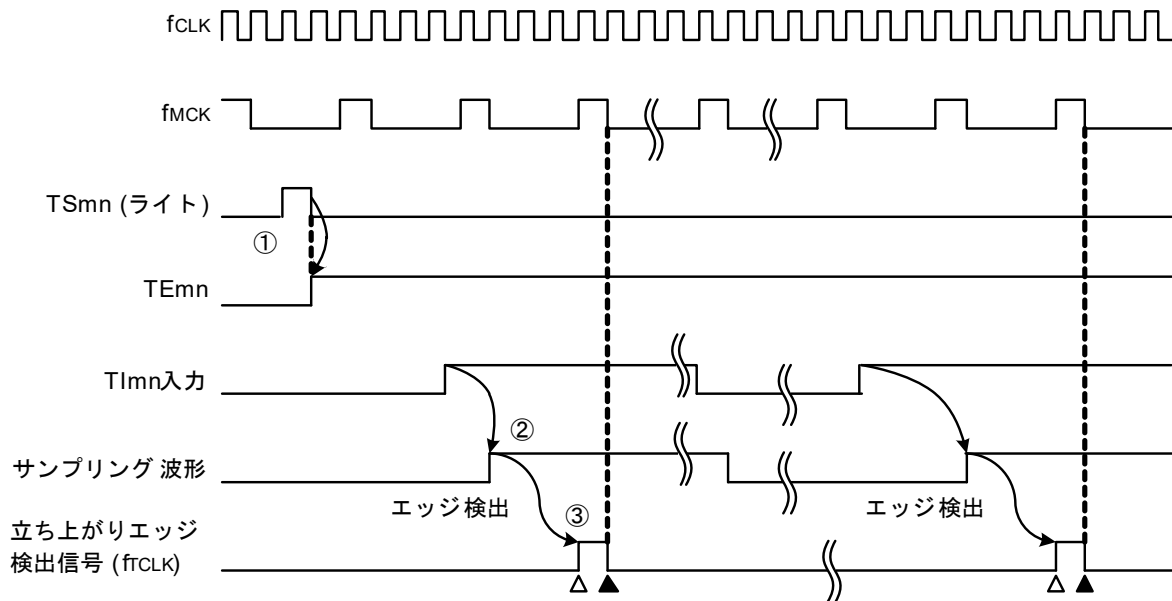 fCLK
fMCK
TSmn (ライト)
①
TEmn
TImn入力
②
サンプリング 波形
エッジ検出
エッジ検出
③
立ち上がりエッジ
検出信号 (fTCLK)